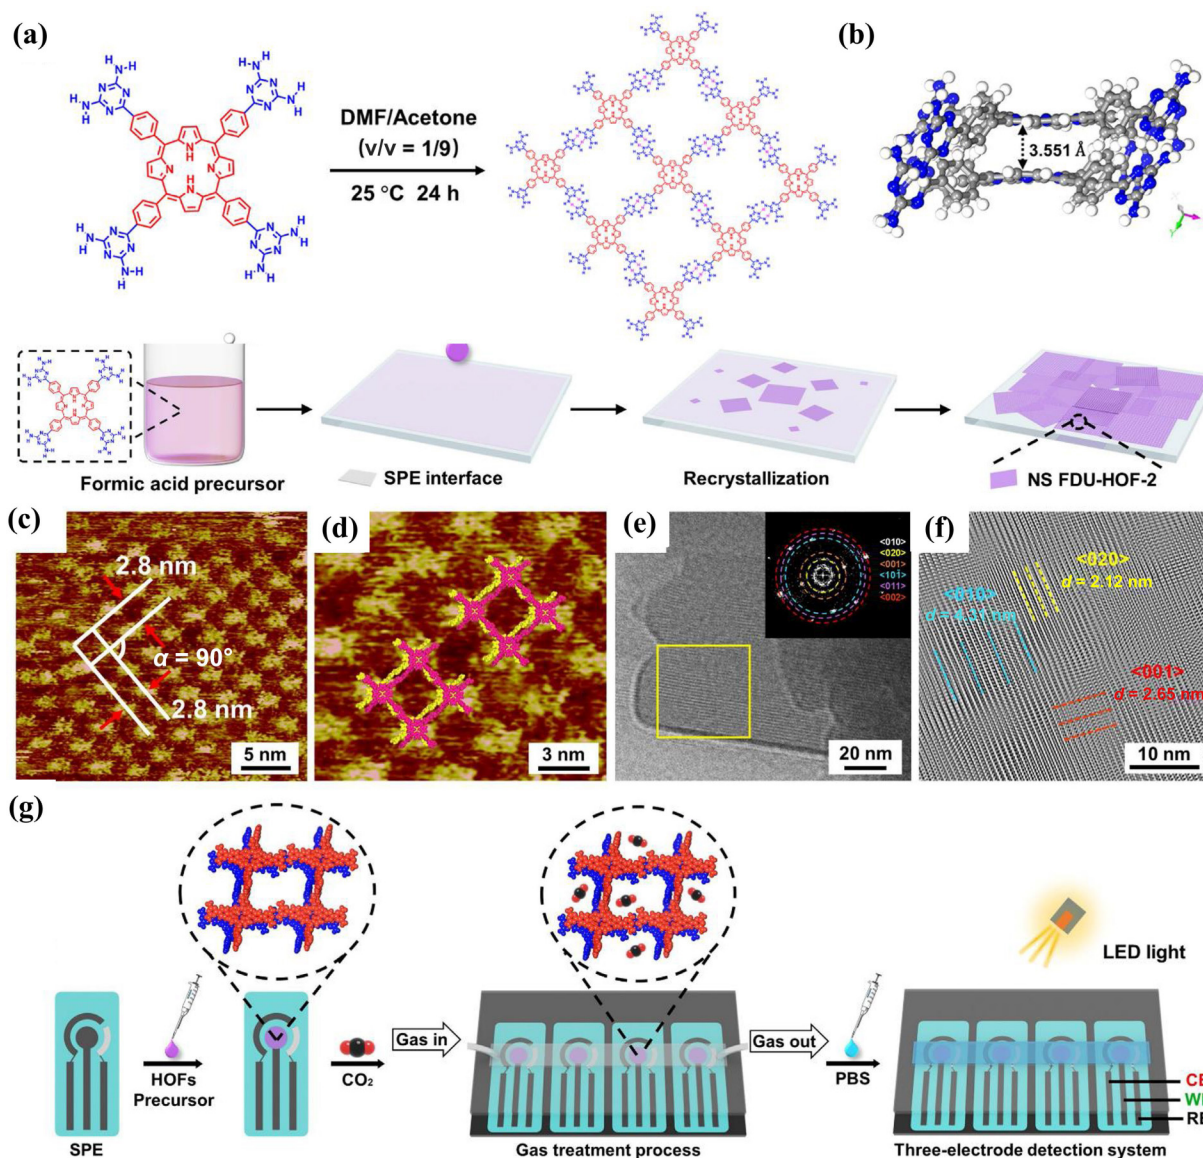 (a)
(b)
DMF/Acetone
(v/v = 1/9)
25 °C 24 h
3.551 Å
Formic acid precursor
SPE interface
Recrystallization
NS FDU-HOF-2
(c)
(d)
(e)
(f)
2.8 nm
α = 90°
2.8 nm
5 nm
3 nm
<010>
<020>
<001>
<011>
<002>
20 nm
<020>
d = 2.12 nm
<010>
d = 4.31 nm
<001>
d = 2.65 nm
10 nm
(g)
LED light
HOFs
Precursor
CO₂
Gas in
Gas out
PBS
SPE
Gas treatment process
Three-electrode detection system